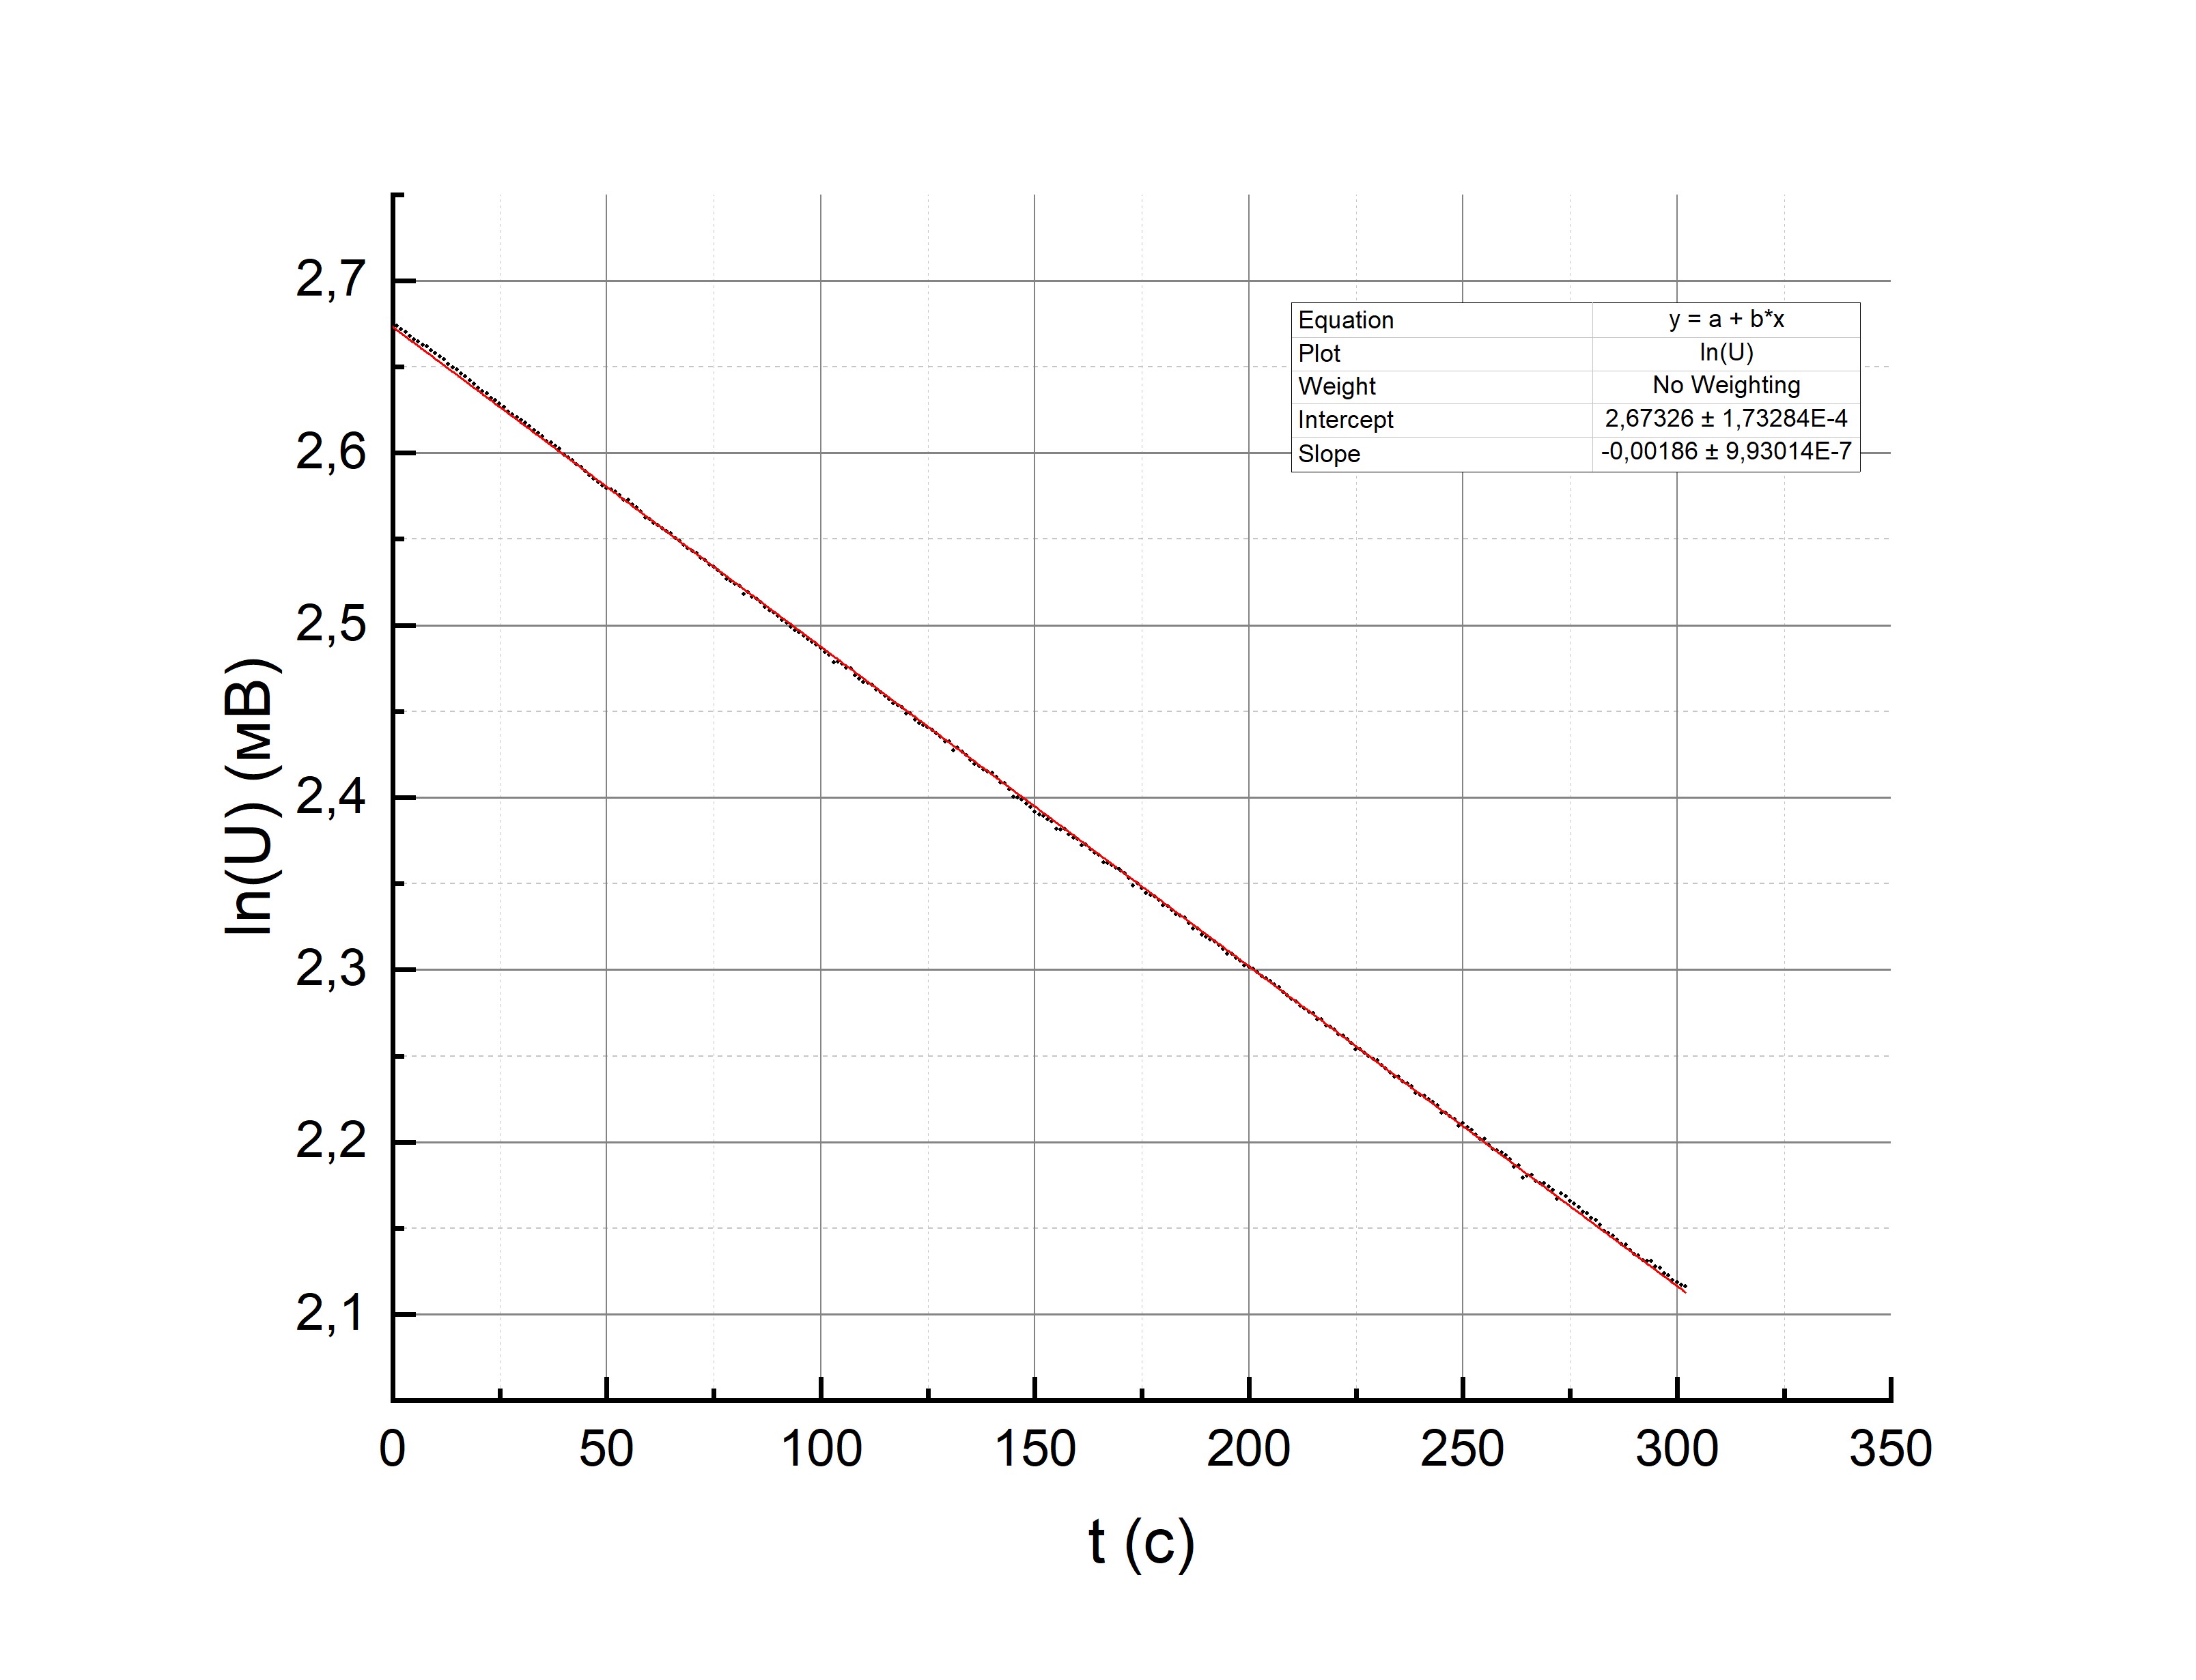 2,7
2,6
2,5
2,4
2,3
2,2
2,1
ln(U) (мВ)
Equation y = a + b*x
Plot ln(U)
Weight No Weighting
Intercept 2,67326 ± 1,73284E-4
Slope -0,00186 ± 9,93014E-7
0 50 100 150 200 250 300 350
t (c)